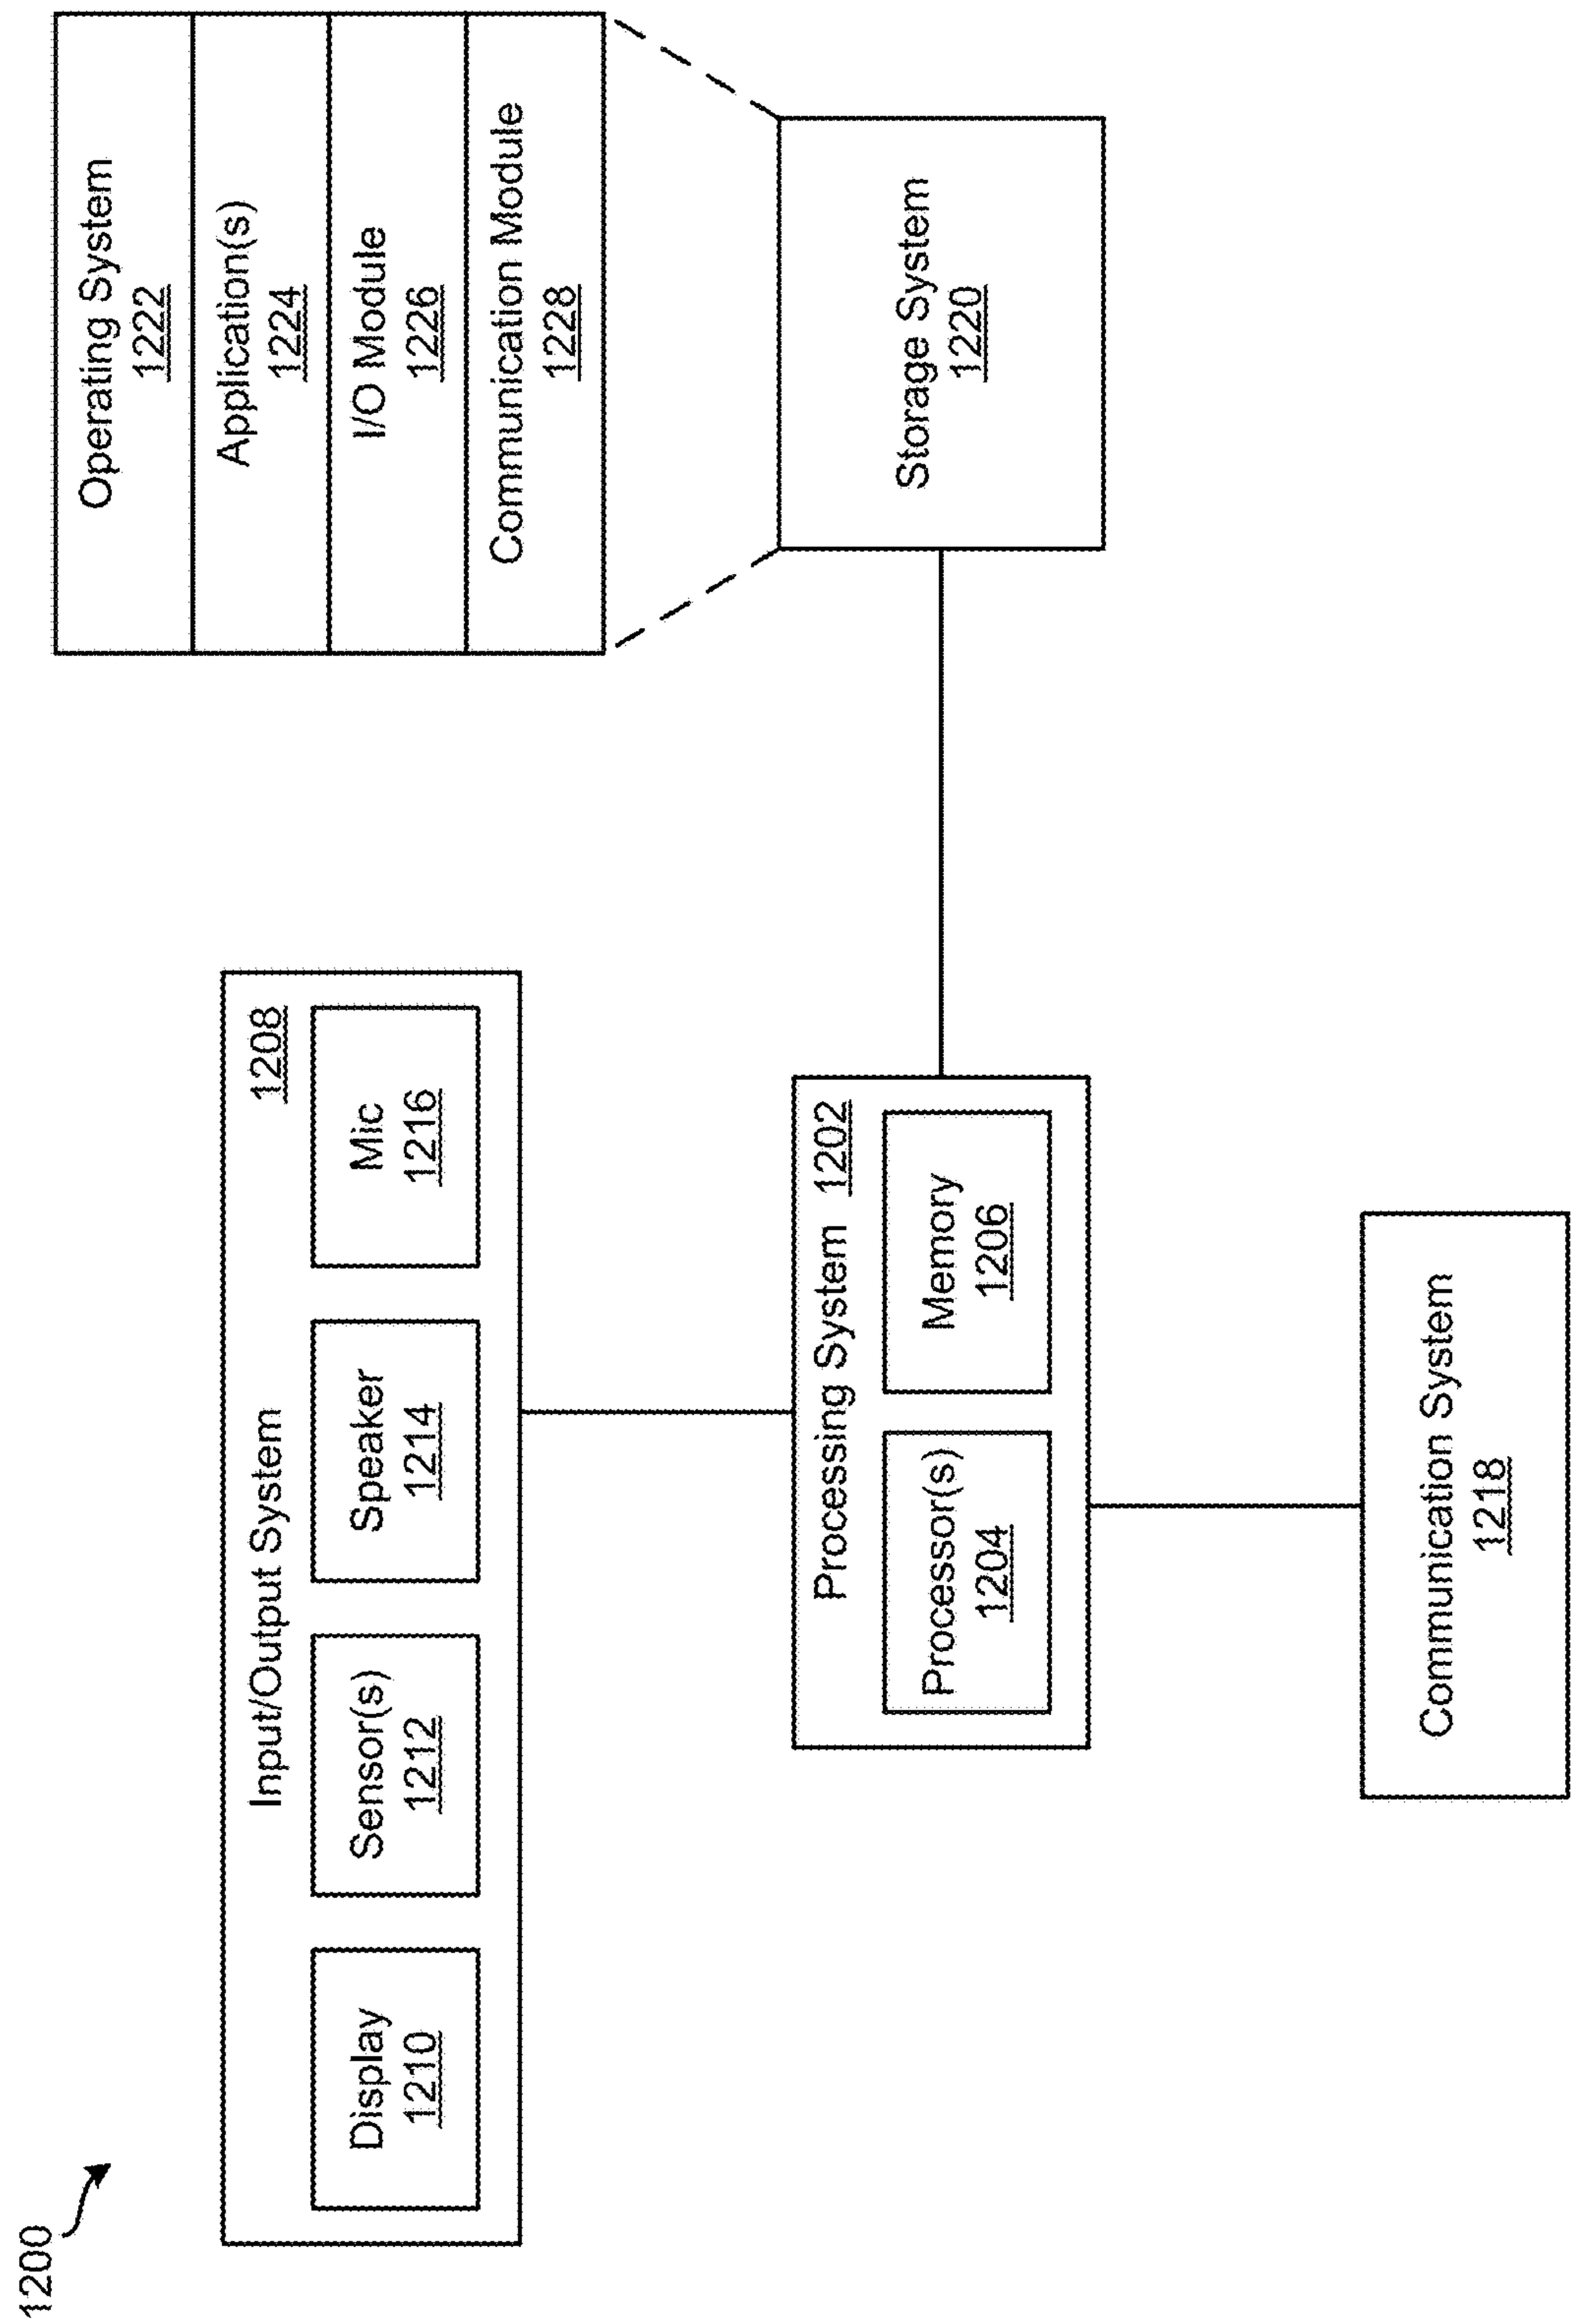 1200
Input/Output System
1208
Display
1210
Sensor(s)
1212
Speaker
1214
Mic
1216
Processing System 1202
Processor(s)
1204
Memory
1206
Communication System
1218
Operating System
1222
Application(s)
1224
I/O Module
1226
Communication Module
1228
Storage System
1220